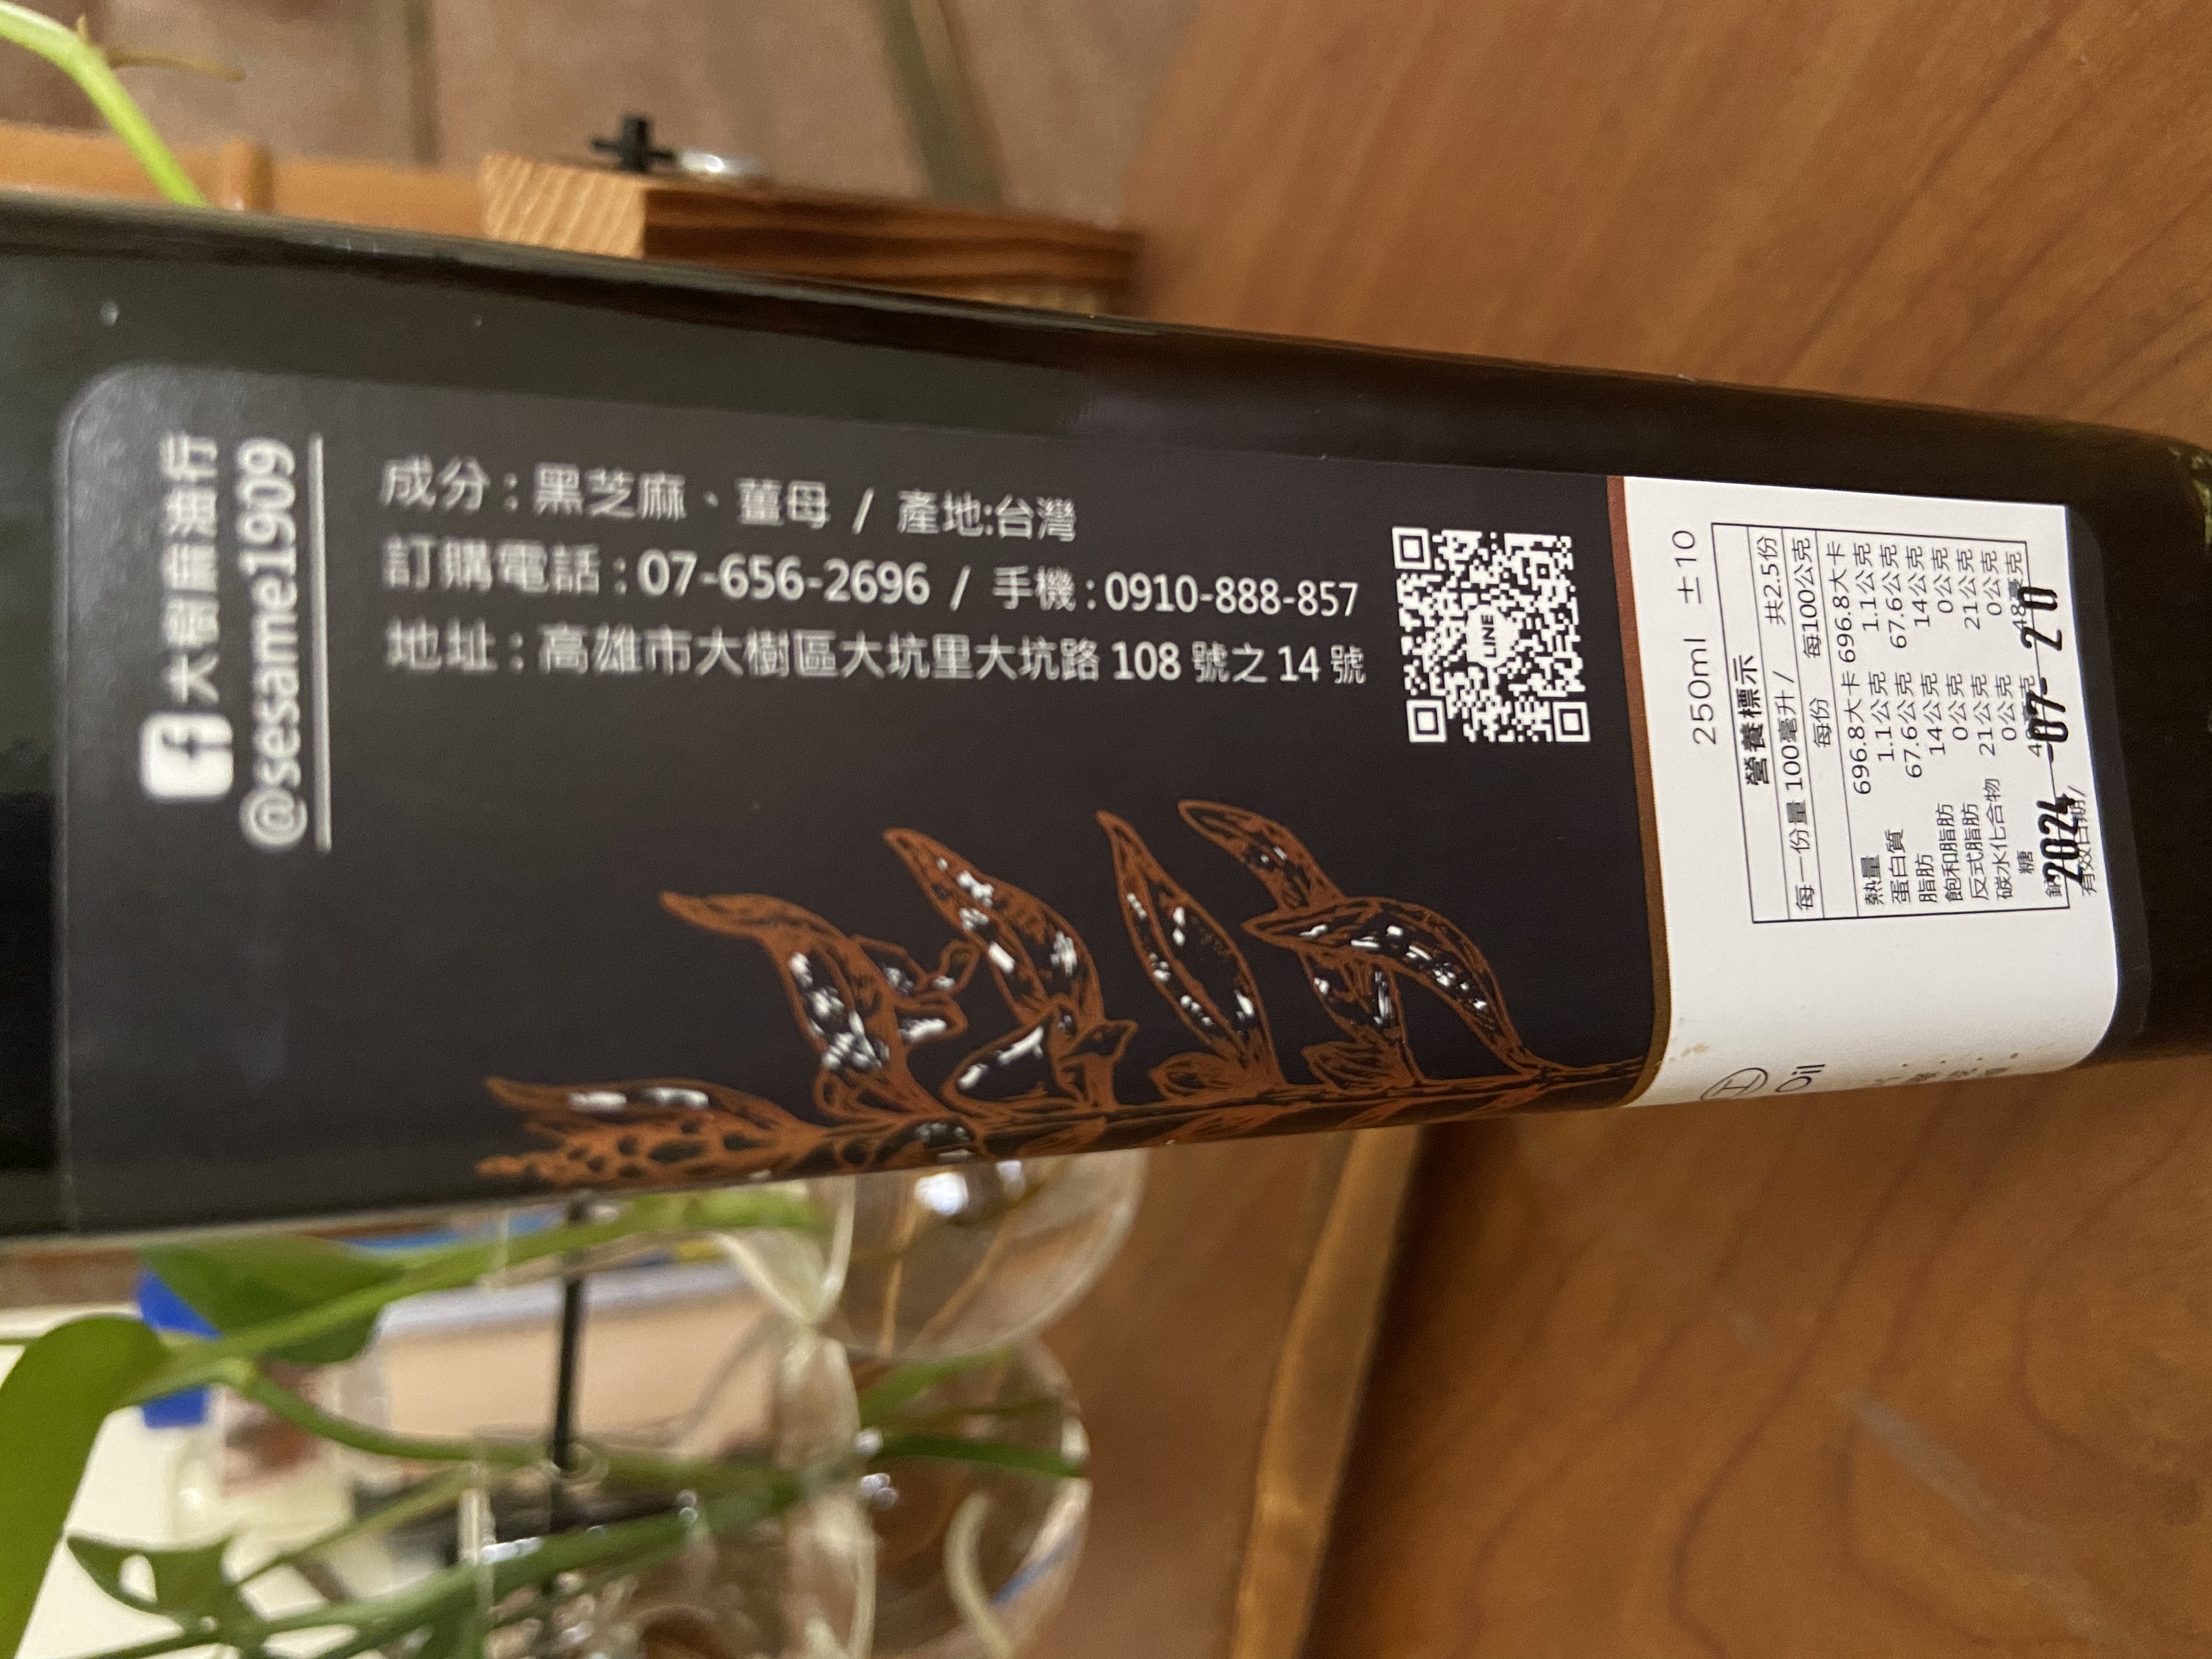 大樹麻油行
@sesame1909
成分：黑芝麻、薑母 / 產地:台灣
訂購電話：07-656-2696 / 手機：0910-888-857
地址：高雄市大樹區大坑里大坑路 108 號之 14 號
LINE
250ml ±10
營養標示
每一份量 100毫升 / 共2.5份
每份 每100公克
熱量 696.8大卡 696.8大卡
蛋白質 1.1公克 1.1公克
脂肪 67.6公克 67.6公克
飽和脂肪 14公克 14公克
反式脂肪 0公克 0公克
碳水化合物 21公克 21公克
糖 0公克 0公克
鈉
2024-07-20
有效日期/